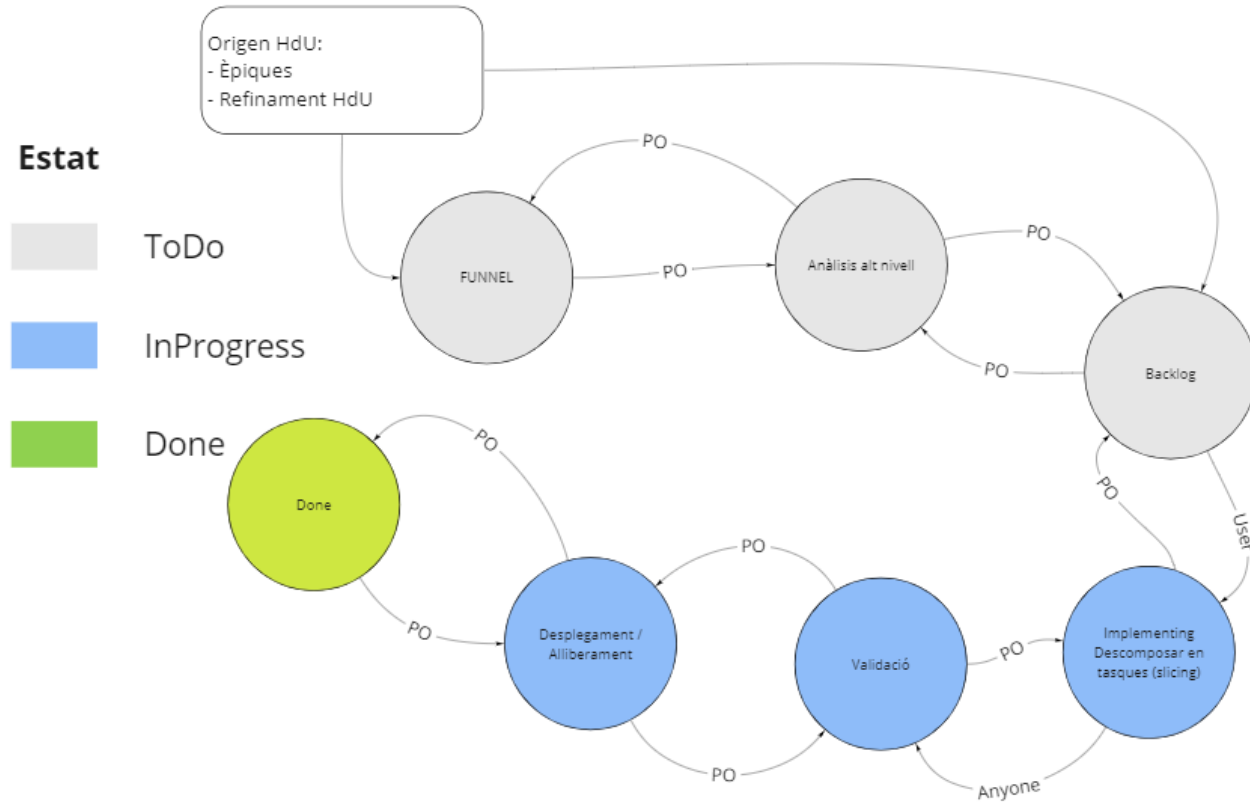 Origen HdU:
- Èpiques
- Refinament HdU
Estat
ToDo
InProgress
Done
PO
PO
FUNNEL
Anàlisis alt nivell
PO
PO
Backlog
PO
User
Done
PO
PO
Desplegament /
Alliberament
PO
PO
Validació
PO
Anyone
Implementing
Descomposar en
tasques (slicing)